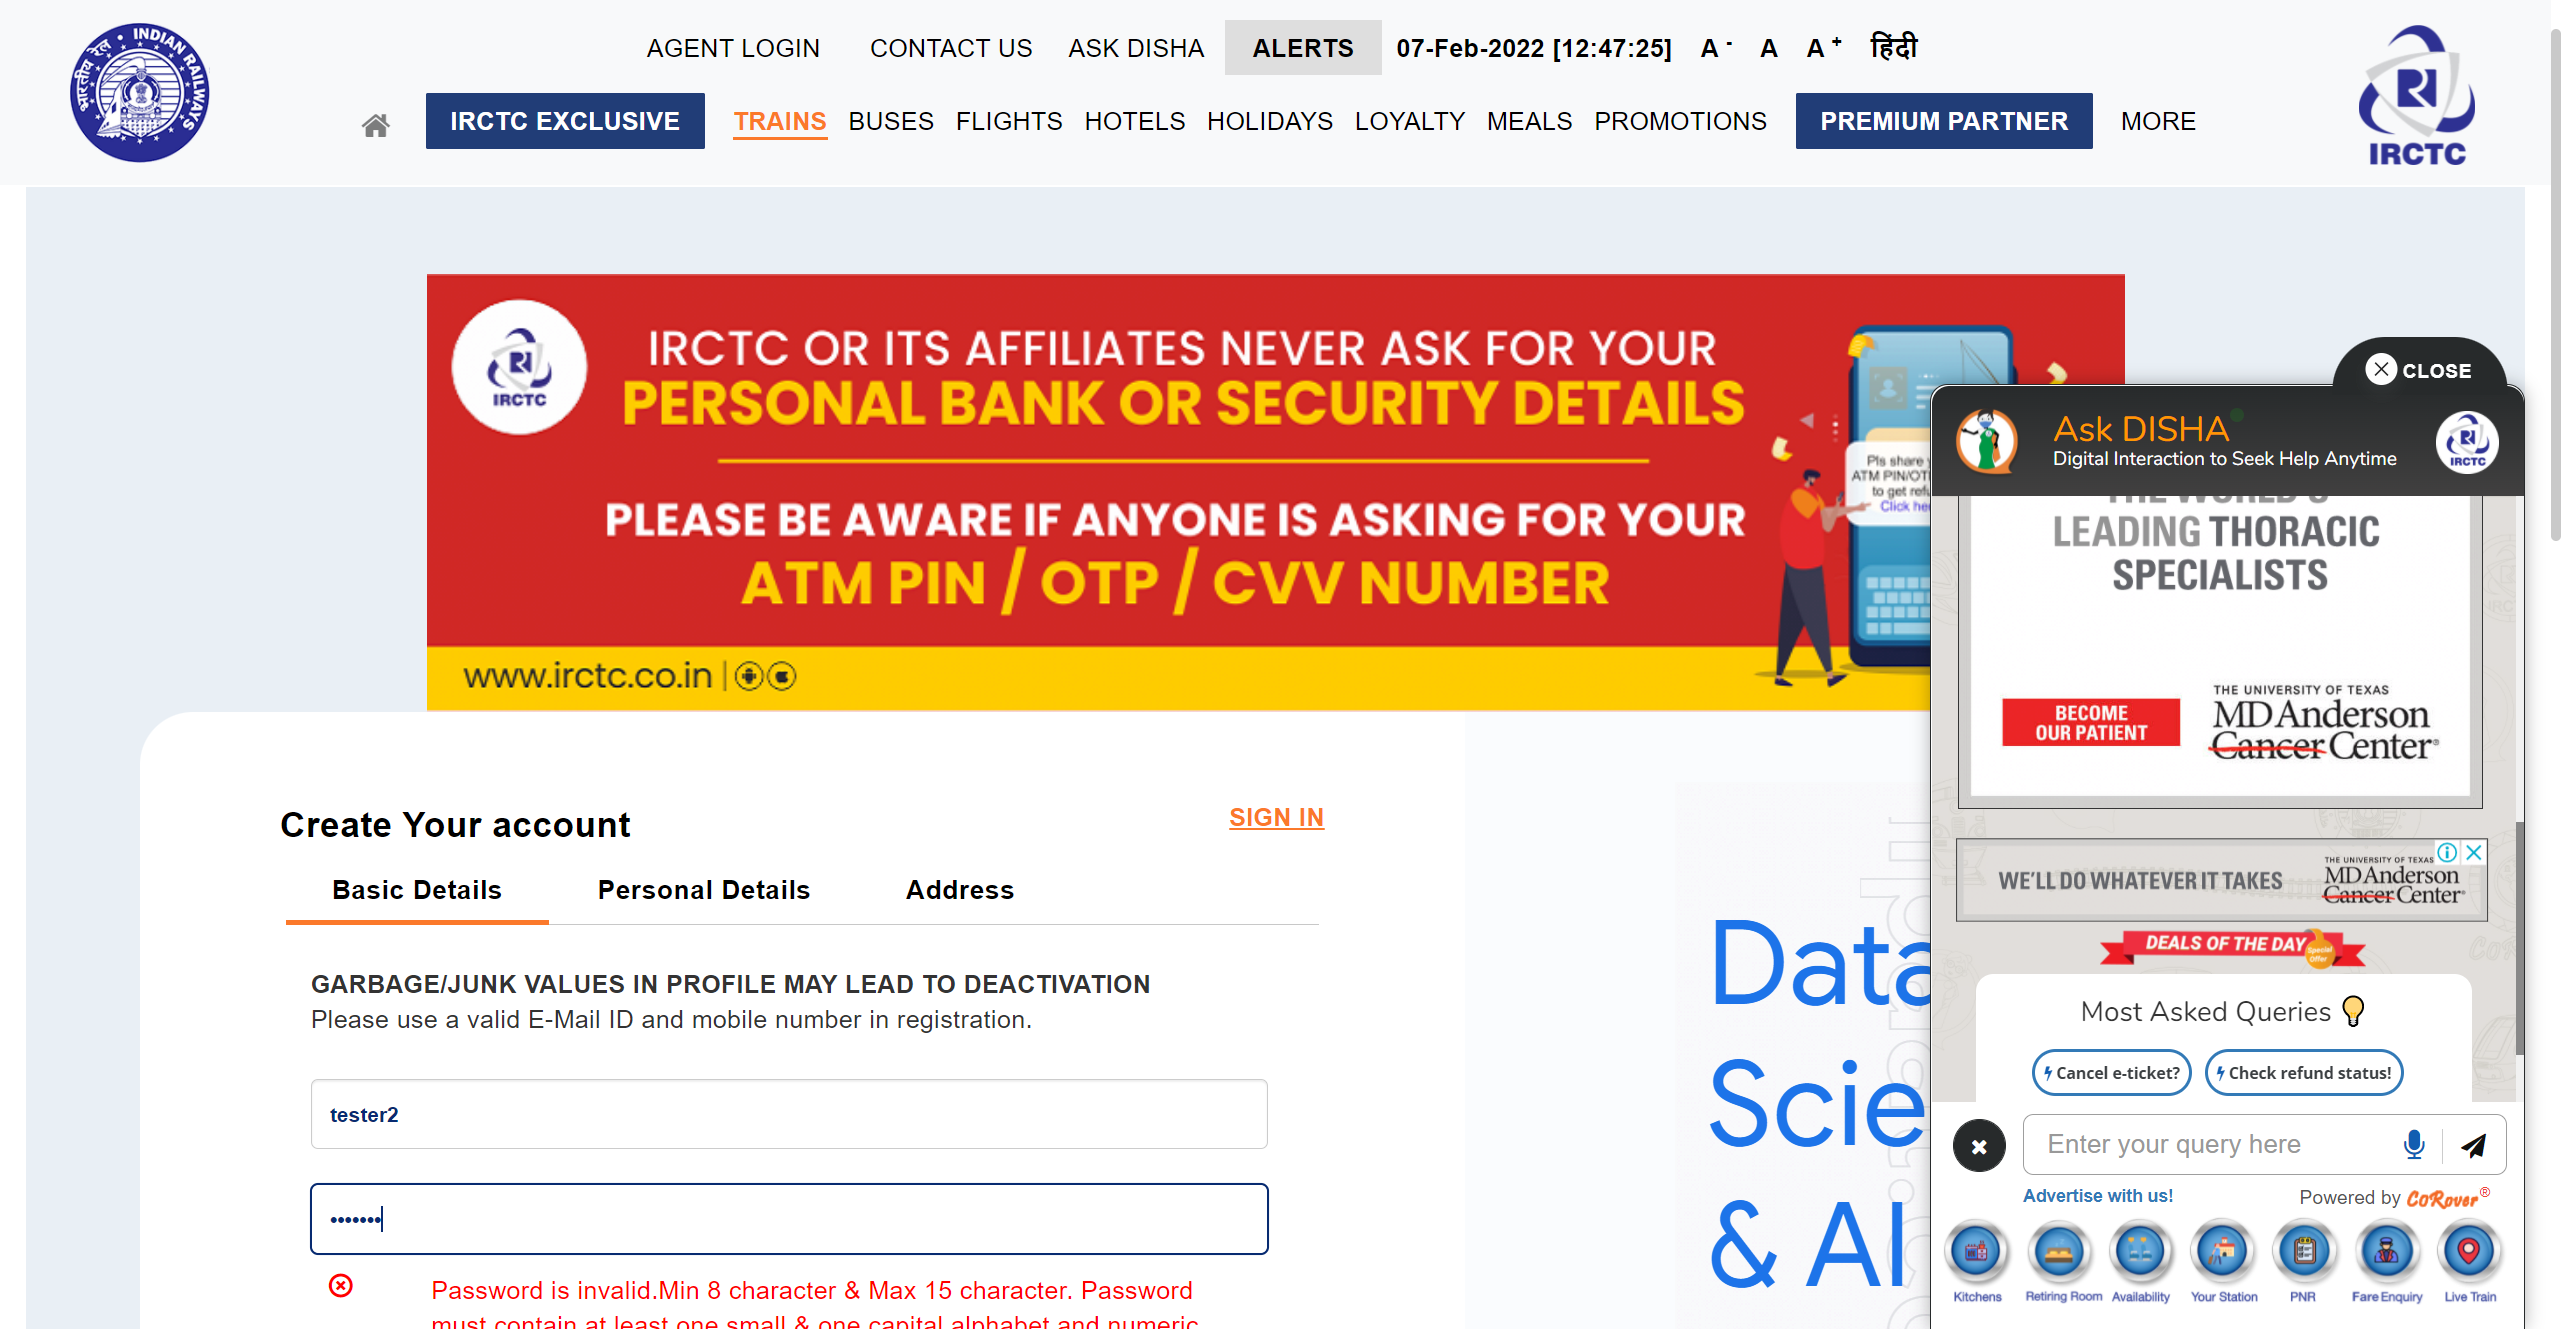 भारतीय रेल • INDIAN RAILWAYS
AGENT LOGIN CONTACT US ASK DISHA ALERTS 07-Feb-2022 [12:47:25] A - A A + हिंदी
IRCTC EXCLUSIVE TRAINS BUSES FLIGHTS HOTELS HOLIDAYS LOYALTY MEALS PROMOTIONS PREMIUM PARTNER MORE
IRCTC
IRCTC
IRCTC OR ITS AFFILIATES NEVER ASK FOR YOUR
PERSONAL BANK OR SECURITY DETAILS
PLEASE BE AWARE IF ANYONE IS ASKING FOR YOUR
ATM PIN / OTP / CVV NUMBER
www.irctc.co.in
Pls share
ATM PIN/OT
to get
Click
Create Your account
SIGN IN
Basic Details Personal Details Address
GARBAGE/JUNK VALUES IN PROFILE MAY LEAD TO DEACTIVATION
Please use a valid E-Mail ID and mobile number in registration.
tester2
•••••••
Password is invalid.Min 8 character & Max 15 character. Password
must contain at least one small & one capital alphabet and numeric
Data
Scie
& AI
CLOSE
Ask DISHA
Digital Interaction to Seek Help Anytime
IRCTC
THE WORLD'S
LEADING THORACIC
SPECIALISTS
BECOME
OUR PATIENT
THE UNIVERSITY OF TEXAS
MD Anderson
Cancer Center
WE'LL DO WHATEVER IT TAKES
THE UNIVERSITY OF TEXAS
MD Anderson
Cancer Center
DEALS OF THE DAY
Special
Offer
Most Asked Queries
Cancel e-ticket? Check refund status!
Enter your query here
Advertise with us! Powered by CoRover®
Kitchens Retiring Room Availability Your Station PNR Fare Enquiry Live Train